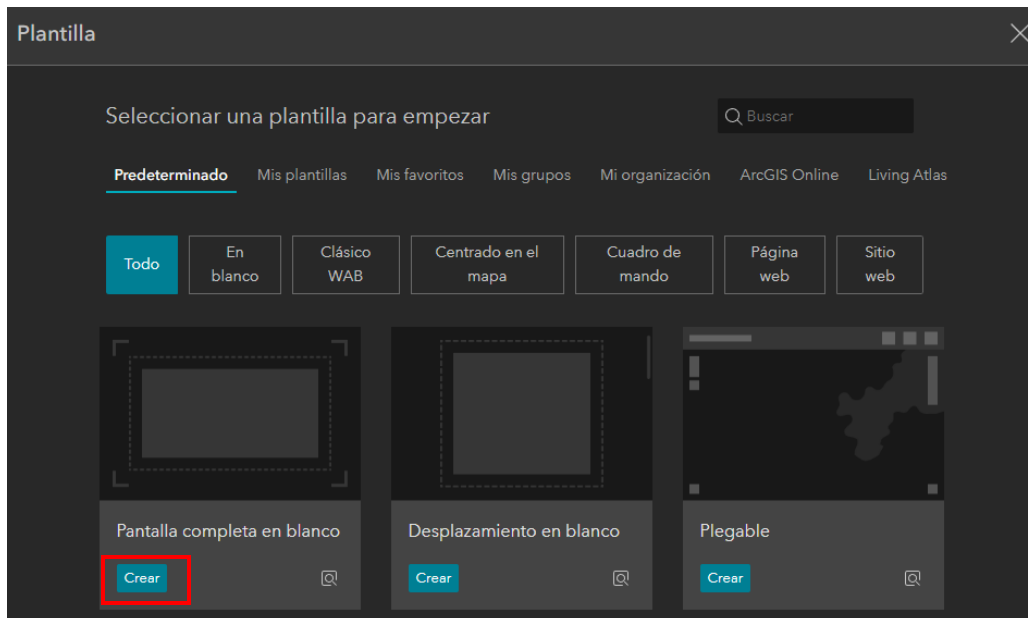 Plantilla
Seleccionar una plantilla para empezar
Buscar
Predeterminado Mis plantillas Mis favoritos Mis grupos Mi organización ArcGIS Online Living Atlas
Todo
En
blanco
Clásico
WAB
Centrado en el
mapa
Cuadro de
mando
Página
web
Sitio
web
Pantalla completa en blanco
Crear
Desplazamiento en blanco
Crear
Plegable
Crear